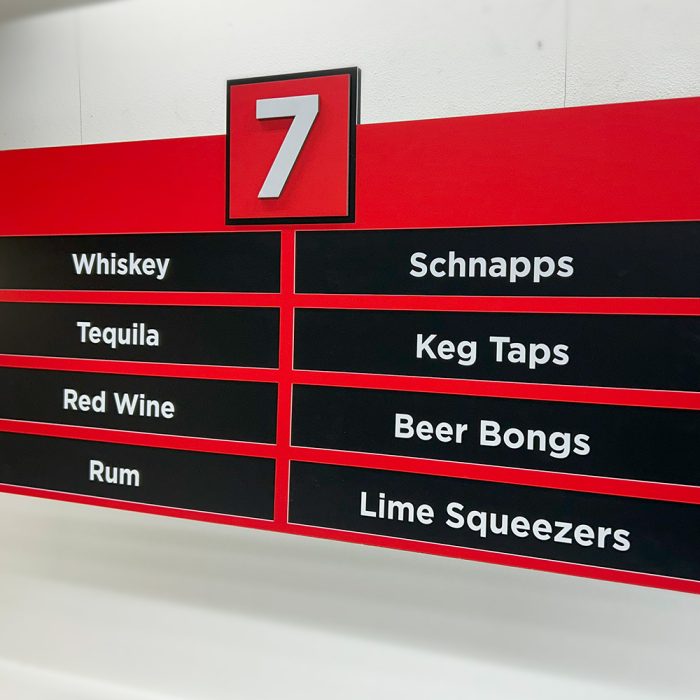 7
Whiskey
Tequila
Red Wine
Rum
Schnapps
Keg Taps
Beer Bongs
Lime Squeezers